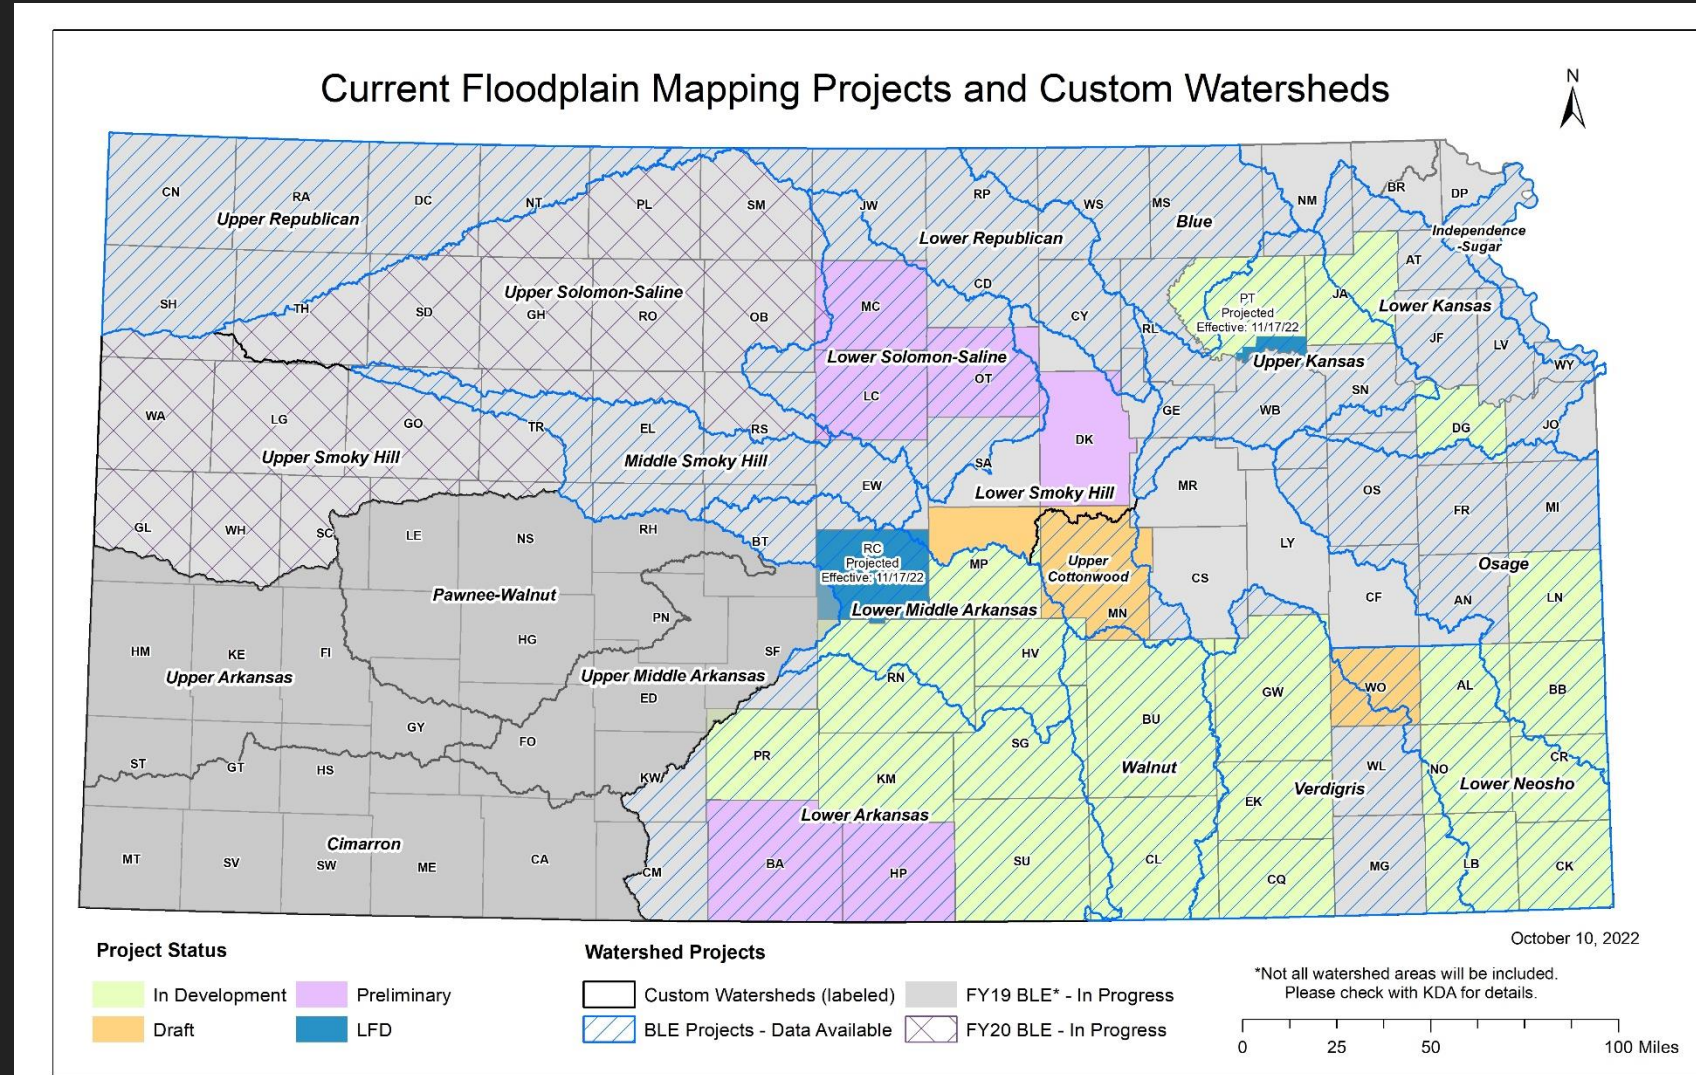 Current Floodplain Mapping Projects and Custom Watersheds
N
CN
RA
DC
NT
PL
SM
JW
RP
WS
MS
NM
BR
DP
Upper Republican
Lower Republican
Blue
Independence
-Sugar
SH
TH
SD
Upper Solomon-Saline
GH
RO
OB
MC
CD
CY
RL
PT
Projected
Effective: 11/17/22
JA
AT
Lower Kansas
JF
LV
WY
Lower Solomon-Saline
Upper Kansas
WA
LG
GO
TR
EL
RS
LC
OT
DK
GE
WB
SN
DG
JO
Upper Smoky Hill
Middle Smoky Hill
SA
EW
Lower Smoky Hill
MR
OS
FR
MI
GL
WH
SC
LE
NS
RH
BT
RC
Projected
Effective: 11/17/22
MP
Upper
Cottonwood
CS
LY
Osage
Pawnee-Walnut
PN
Lower Middle Arkansas
MN
CF
AN
LN
HM
KE
FI
HG
SF
HV
Upper Arkansas
Upper Middle Arkansas
ED
RN
GW
WO
AL
BB
GY
FO
BU
ST
GT
HS
KW
PR
KM
SG
Walnut
EK
Verdigris
WL
NO
CR
Lower Neosho
Lower Arkansas
Cimarron
MT
SV
SW
ME
CA
CM
BA
HP
SU
CL
CQ
MG
LB
CK
October 10, 2022
Project Status
In Development
Preliminary
Draft
LFD
Watershed Projects
Custom Watersheds (labeled)
FY19 BLE* - In Progress
BLE Projects - Data Available
FY20 BLE - In Progress
*Not all watershed areas will be included.
Please check with KDA for details.
0 25 50 100 Miles